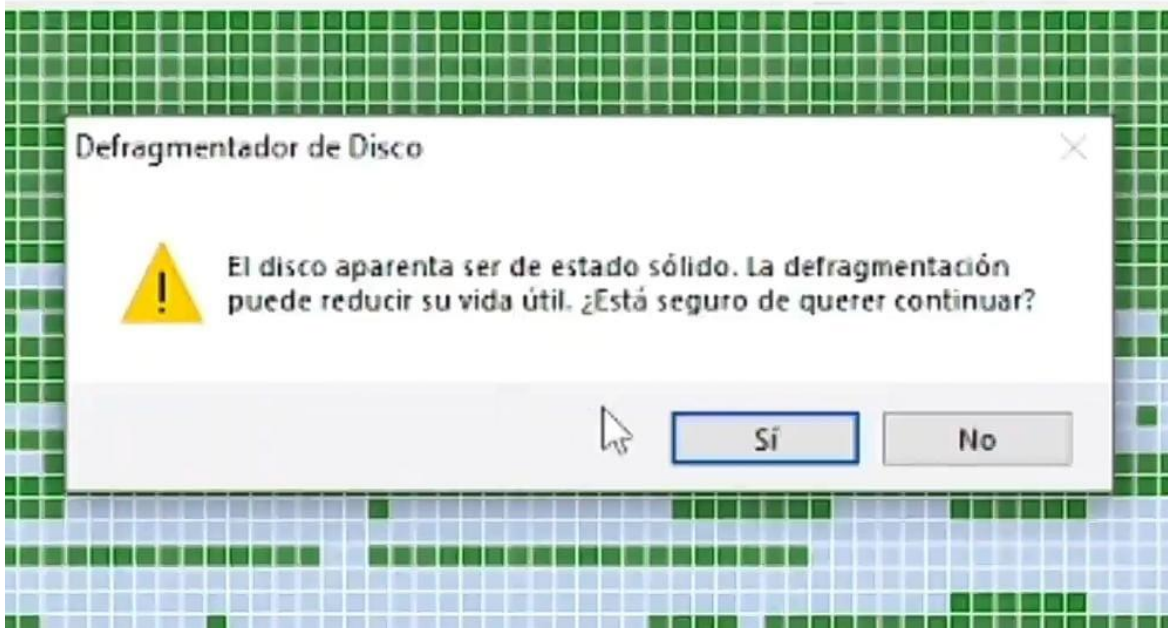 Defragmentador de Disco
El disco aparenta ser de estado sólido. La defragmentación
puede reducir su vida útil. ¿Está seguro de querer continuar?
Sí
No